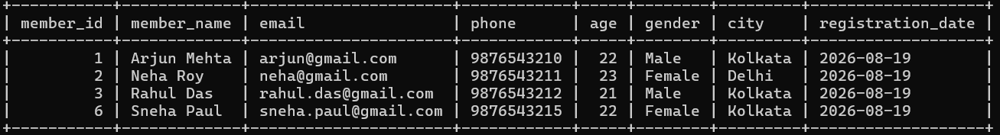 +-----------+-------------+----------------------+------------+-----+--------+---------+-------------------+
| member_id | member_name | email                | phone      | age | gender | city    | registration_date |
+-----------+-------------+----------------------+------------+-----+--------+---------+-------------------+
|         1 | Arjun Mehta | arjun@gmail.com      | 9876543210 |  22 | Male   | Kolkata | 2026-08-19        |
|         2 | Neha Roy    | neha@gmail.com       | 9876543211 |  23 | Female | Delhi   | 2026-08-19        |
|         3 | Rahul Das   | rahul.das@gmail.com  | 9876543212 |  21 | Male   | Kolkata | 2026-08-19        |
|         6 | Sneha Paul  | sneha.paul@gmail.com | 9876543215 |  22 | Female | Kolkata | 2026-08-19        |
+-----------+-------------+----------------------+------------+-----+--------+---------+-------------------+